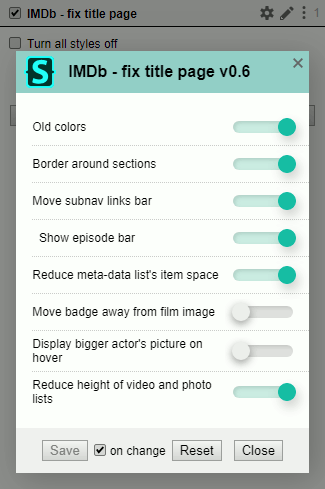 IMDb - fix title page
1
Turn all styles off
S
IMDb - fix title page v0.6
Old colors
Border around sections
Move subnav links bar
Show episode bar
Reduce meta-data list's item space
Move badge away from film image
Display bigger actor's picture on
hover
Reduce height of video and photo
lists
Save
on change
Reset
Close